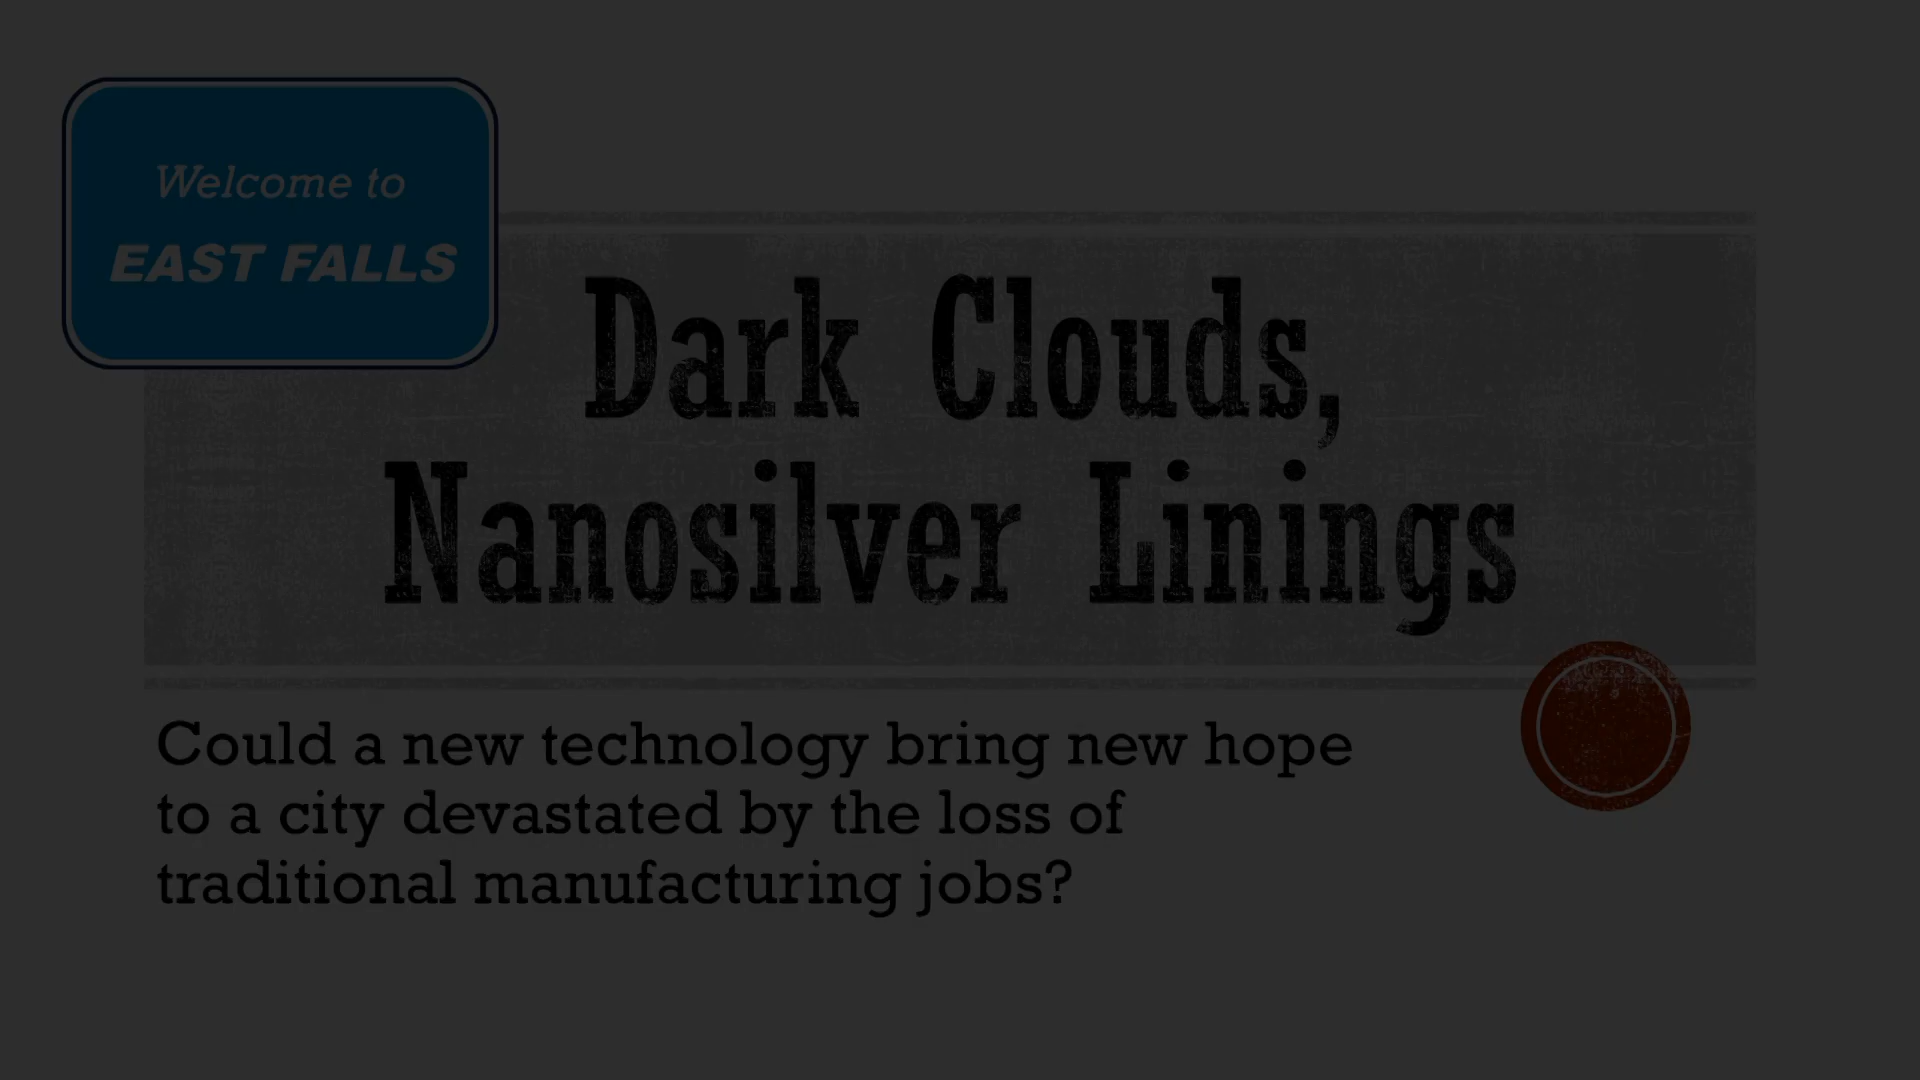 Welcome to
EAST FALLS
Dark Clouds,
Nanosilver Linings
Could a new technology bring new hope
to a city devastated by the loss of
traditional manufacturing jobs?